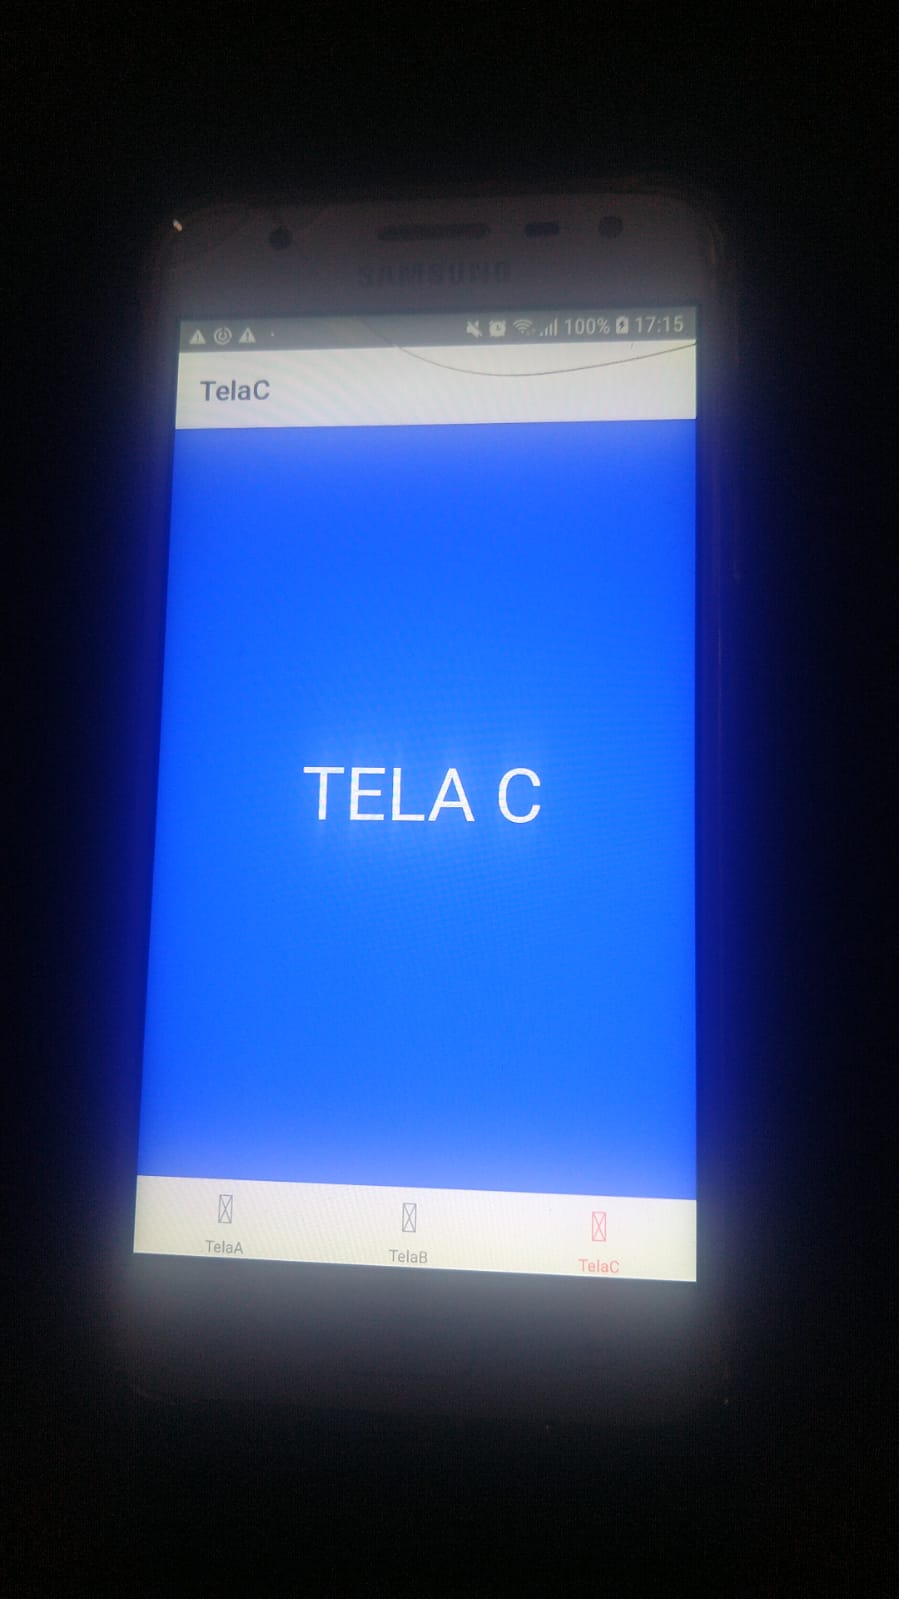 SAMSUNG
100% 17:15
TelaC
TELA C
TelaA TelaB TelaC